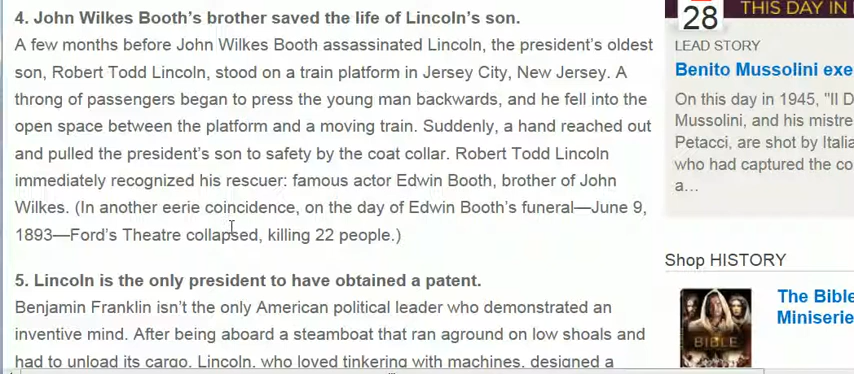 4. John Wilkes Booth’s brother saved the life of Lincoln’s son.
A few months before John Wilkes Booth assassinated Lincoln, the president’s oldest
son, Robert Todd Lincoln, stood on a train platform in Jersey City, New Jersey. A
throng of passengers began to press the young man backwards, and he fell into the
open space between the platform and a moving train. Suddenly, a hand reached out
and pulled the president’s son to safety by the coat collar. Robert Todd Lincoln
immediately recognized his rescuer: famous actor Edwin Booth, brother of John
Wilkes. (In another eerie coincidence, on the day of Edwin Booth’s funeral—June 9,
1893—Ford’s Theatre collapsed, killing 22 people.)
5. Lincoln is the only president to have obtained a patent.
Benjamin Franklin isn’t the only American political leader who demonstrated an
inventive mind. After being aboard a steamboat that ran aground on low shoals and
had to unload its cargo, Lincoln, who loved tinkering with machines, designed a
28
THIS DAY IN
LEAD STORY
Benito Mussolini exe
On this day in 1945, "Il D
Mussolini, and his mistre
Petacci, are shot by Italia
who had captured the co
a...
Shop HISTORY
BIBLE
The Bible
Miniserie